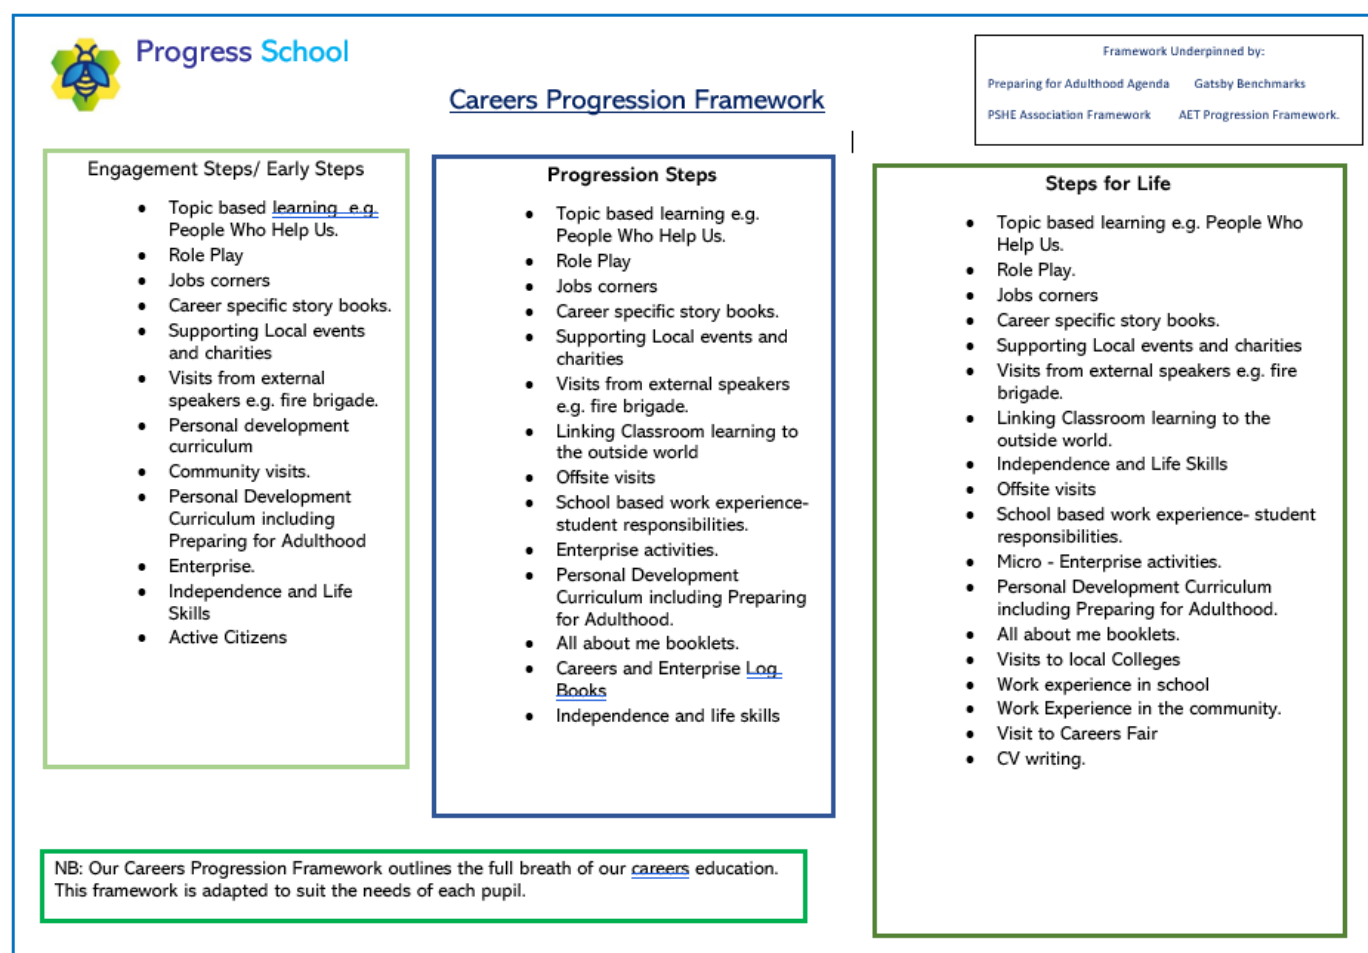 Progress School
Careers Progression Framework
Framework Underpinned by:
Preparing for Adulthood Agenda Gatsby Benchmarks
PSHE Association Framework AET Progression Framework.
Engagement Steps/ Early Steps
• Topic based learning e.g.
People Who Help Us.
• Role Play
• Jobs corners
• Career specific story books.
• Supporting Local events
and charities
• Visits from external
speakers e.g. fire brigade.
• Personal development
curriculum
• Community visits.
• Personal Development
Curriculum including
Preparing for Adulthood
• Enterprise.
• Independence and Life
Skills
• Active Citizens
Progression Steps
• Topic based learning e.g.
People Who Help Us.
• Role Play
• Jobs corners
• Career specific story books.
• Supporting Local events and
charities
• Visits from external speakers
e.g. fire brigade.
• Linking Classroom learning to
the outside world
• Offsite visits
• School based work experience-
student responsibilities.
• Enterprise activities.
• Personal Development
Curriculum including Preparing
for Adulthood.
• All about me booklets.
• Careers and Enterprise Log
Books
• Independence and life skills
Steps for Life
• Topic based learning e.g. People Who
Help Us.
• Role Play.
• Jobs corners
• Career specific story books.
• Supporting Local events and charities
• Visits from external speakers e.g. fire
brigade.
• Linking Classroom learning to the
outside world.
• Independence and Life Skills
• Offsite visits
• School based work experience- student
responsibilities.
• Micro - Enterprise activities.
• Personal Development Curriculum
including Preparing for Adulthood.
• All about me booklets.
• Visits to local Colleges
• Work experience in school
• Work Experience in the community.
• Visit to Careers Fair
• CV writing.
NB: Our Careers Progression Framework outlines the full breath of our careers education.
This framework is adapted to suit the needs of each pupil.